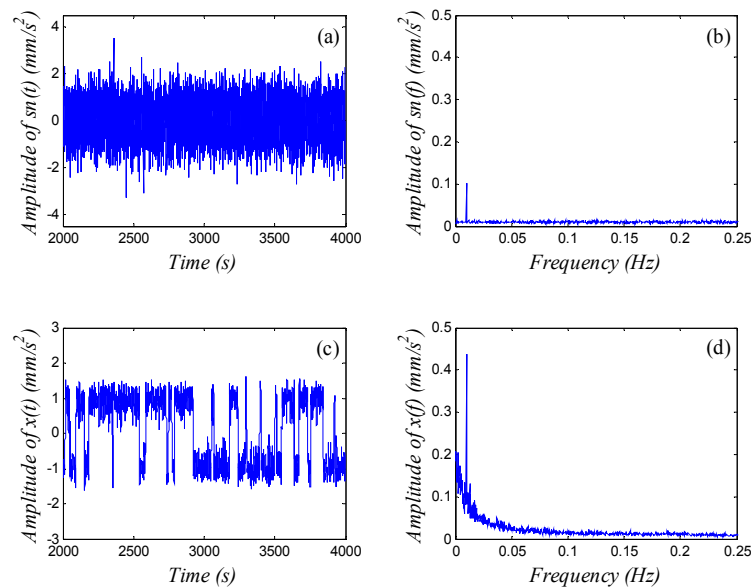 (a)
Amplitude of sn(t) (mm/s²)
4
2
0
-2
-4
2000 2500 3000 3500 4000
Time (s)
(b)
Amplitude of sn(f) (mm/s²)
0.5
0.4
0.3
0.2
0.1
0
0 0.05 0.1 0.15 0.2 0.25
Frequency (Hz)
(c)
Amplitude of x(t) (mm/s²)
3
2
1
0
-1
-2
-3
2000 2500 3000 3500 4000
Time (s)
(d)
Amplitude of x(f) (mm/s²)
0.5
0.4
0.3
0.2
0.1
0
0 0.05 0.1 0.15 0.2 0.25
Frequency (Hz)